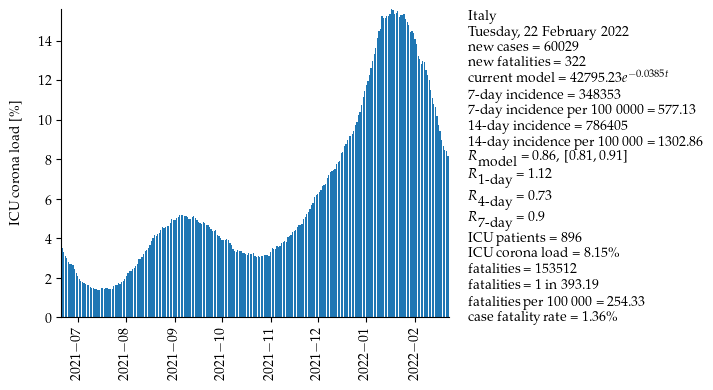 Italy
Tuesday, 22 February 2022
new cases = 60029
new fatalities = 322
current model = 42795.23e^{−0.0385t}
7-day incidence = 348353
7-day incidence per 100 0000 = 577.13
14-day incidence = 786405
14-day incidence per 100 000 = 1302.86
R_model = 0.86, [0.81, 0.91]
R_1-day = 1.12
R_4-day = 0.73
R_7-day = 0.9
ICU patients = 896
ICU corona load = 8.15%
fatalities = 153512
fatalities = 1 in 393.19
fatalities per 100 000 = 254.33
case fatality rate = 1.36%
ICU corona load [%]
14
12
10
8
6
4
2
0
2021−07
2021−08
2021−09
2021−10
2021−11
2021−12
2022−01
2022−02